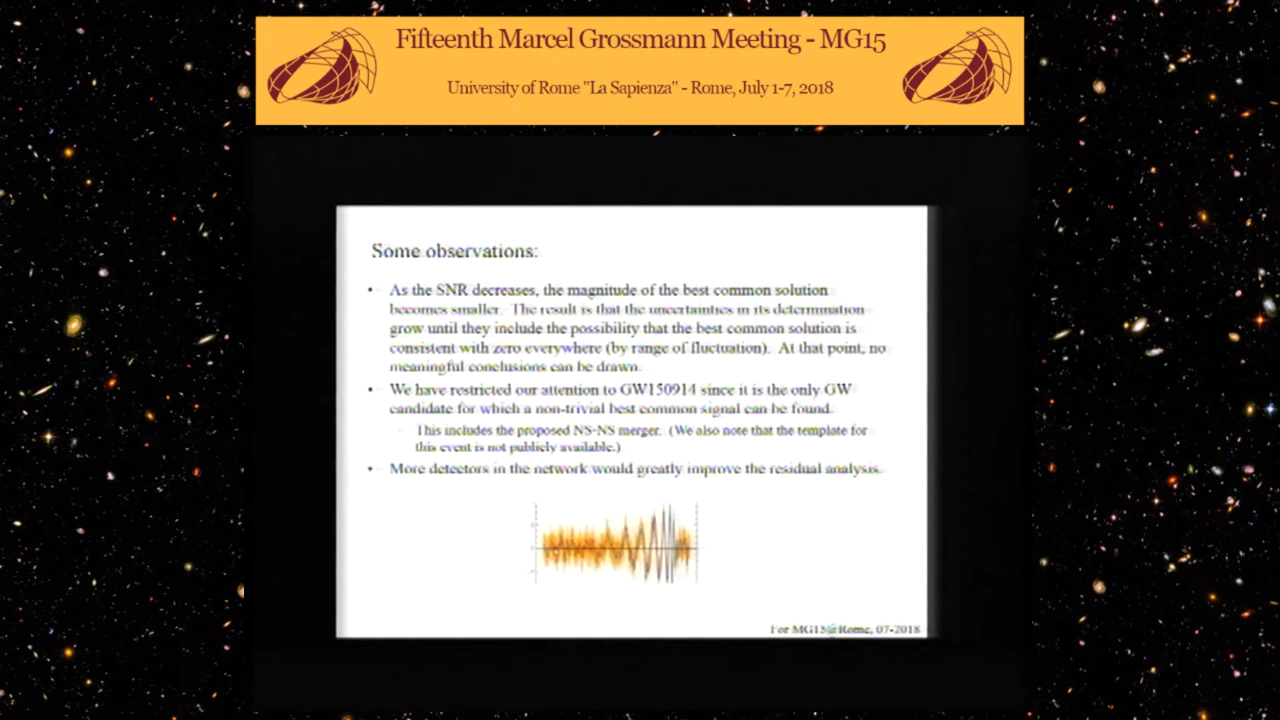 Fifteenth Marcel Grossmann Meeting - MG15
University of Rome "La Sapienza" - Rome, July 1-7, 2018
Some observations:
• As the SNR decreases, the magnitude of the best common solution
becomes smaller. The result is that the uncertainties in its determination
grow until they include the possibility that the best common solution is
consistent with zero everywhere (by range of fluctuation). At that point, no
meaningful conclusions can be drawn.
• We have restricted our attention to GW150914 since it is the only GW
candidate for which a non-trivial best common signal can be found.
– This includes the proposed NS-NS merger. (We also note that the template for
this event is not publicly available.)
• More detectors in the network would greatly improve the residual analysis.
For MG15@Rome, 07-2018